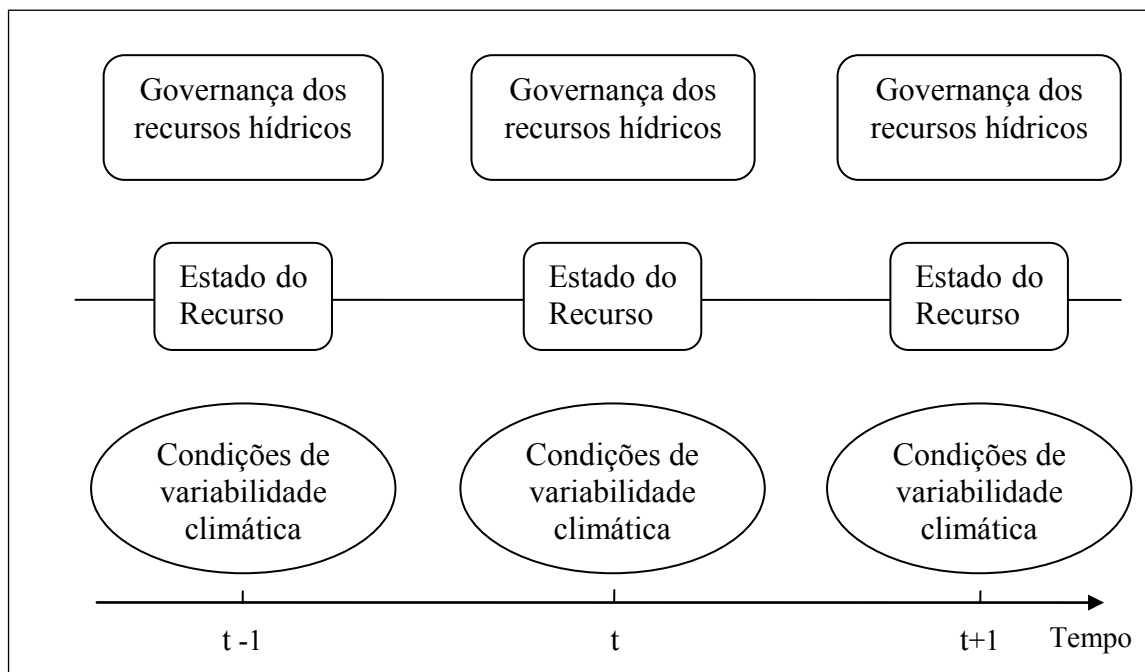 Governança dos
recursos hídricos
Governança dos
recursos hídricos
Governança dos
recursos hídricos
Estado do
Recurso
Estado do
Recurso
Estado do
Recurso
Condições de
variabilidade
climática
Condições de
variabilidade
climática
Condições de
variabilidade
climática
t -1
t
t+1
Tempo